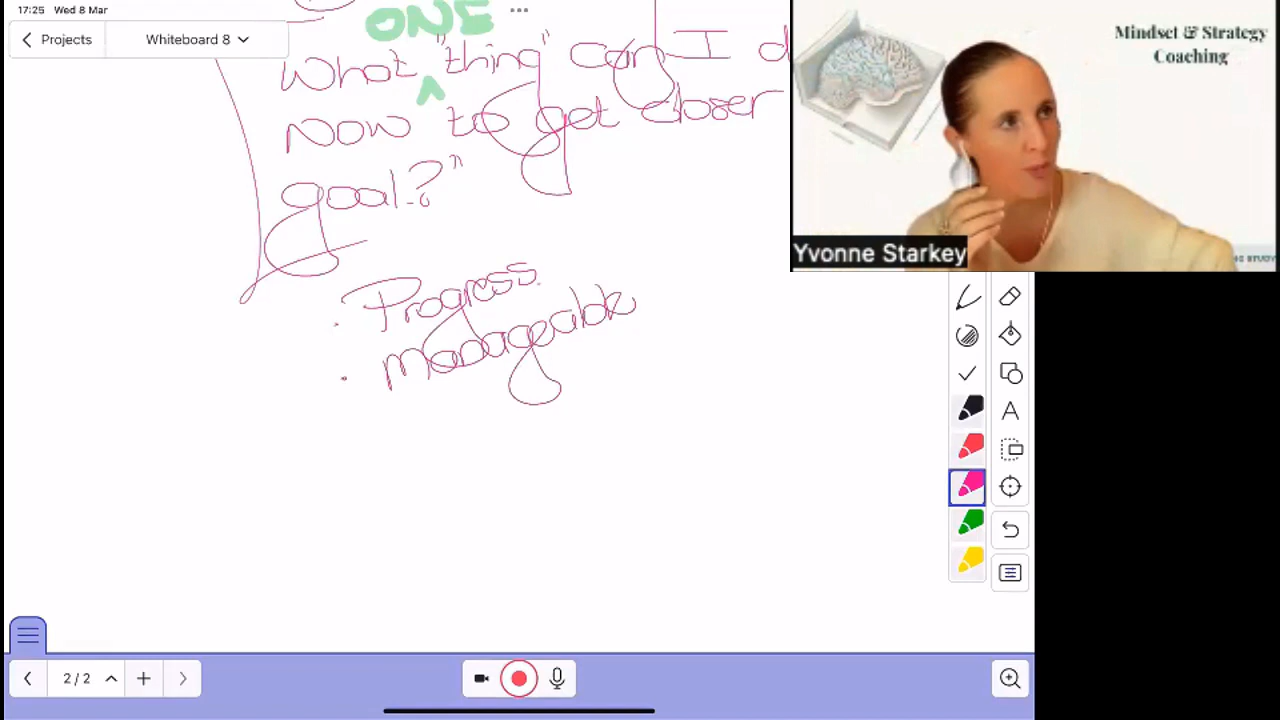 17:25 Wed 8 Mar
Projects
Whiteboard 8
ONE
What "thing" can I d
Now to get closer
goal?"
. Progress.
. Manageable
Mindset & Strategy
Coaching
Yvonne Starkey
STUDY
2 / 2